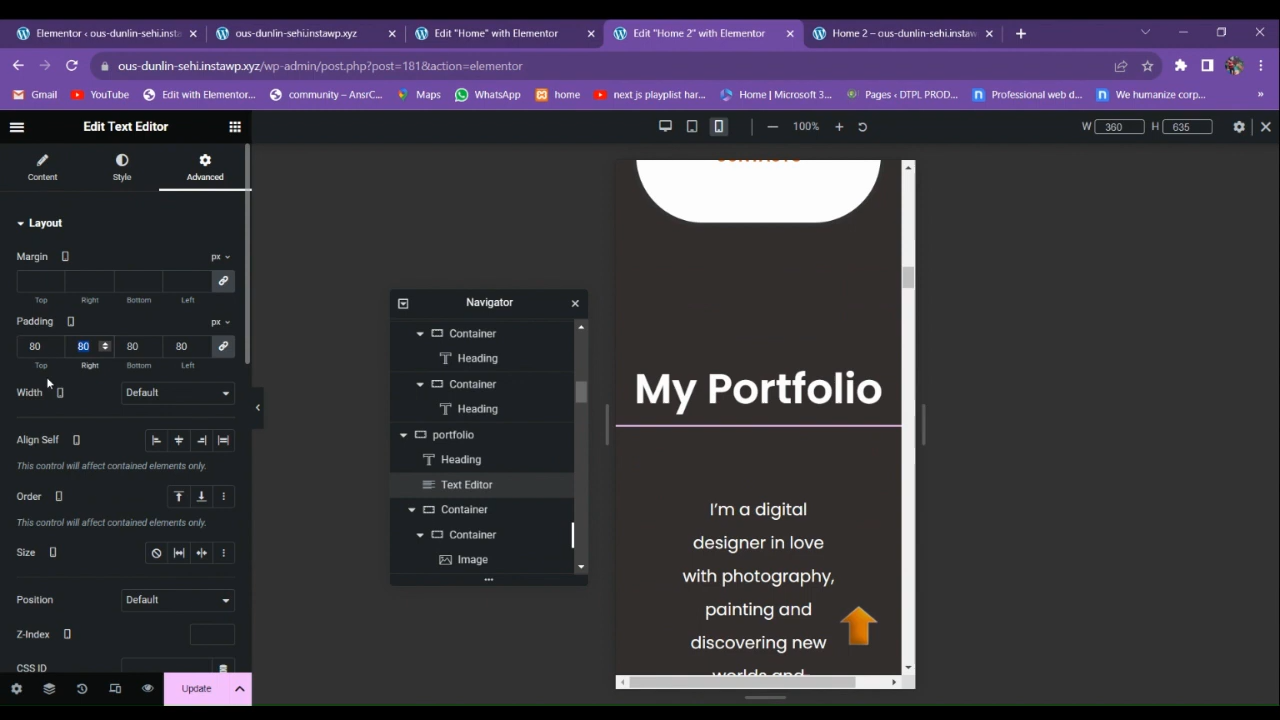 Elementor ‹ ous-dunlin-sehi.insta
ous-dunlin-sehi.instawp.xyz
Edit "Home" with Elementor
Edit "Home 2" with Elementor
Home 2 – ous-dunlin-sehi.instaw
ous-dunlin-sehi.instawp.xyz/wp-admin/post.php?post=181&action=elementor
Gmail
YouTube
Edit with Elementor...
community – AnsrC...
Maps
WhatsApp
home
next js playlist har...
Home | Microsoft 3...
Pages ‹ DTPL PROD...
Professional web d...
We humanize corp...
»
Edit Text Editor
100%
W 360 H 635
Content
Style
Advanced
Layout
Margin
px
Top Right Bottom Left
Padding
px
80 80 80 80
Top Right Bottom Left
Width
Default
Align Self
This control will affect contained elements only.
Order
This control will affect contained elements only.
Size
Position
Default
Z-Index
CSS ID
Update
Navigator
Container
Heading
Container
Heading
portfolio
Heading
Text Editor
Container
Container
Image
My Portfolio
I'm a digital
designer in love
with photography,
painting and
discovering new
worlds and